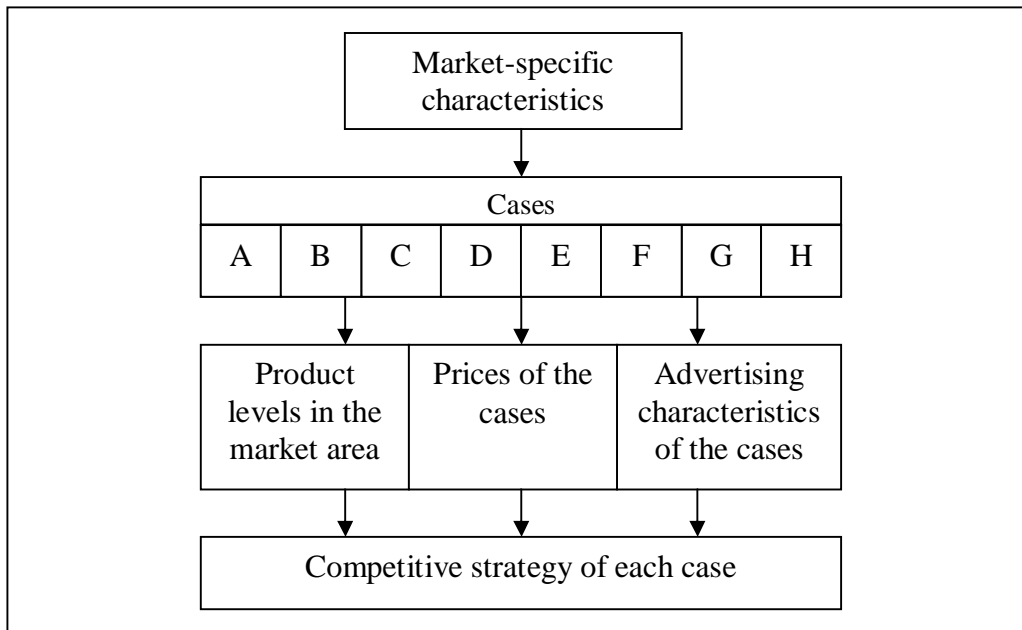 Market-specific
characteristics
Cases
A B C D E F G H
Product
levels in the
market area
Prices of the
cases
Advertising
characteristics
of the cases
Competitive strategy of each case